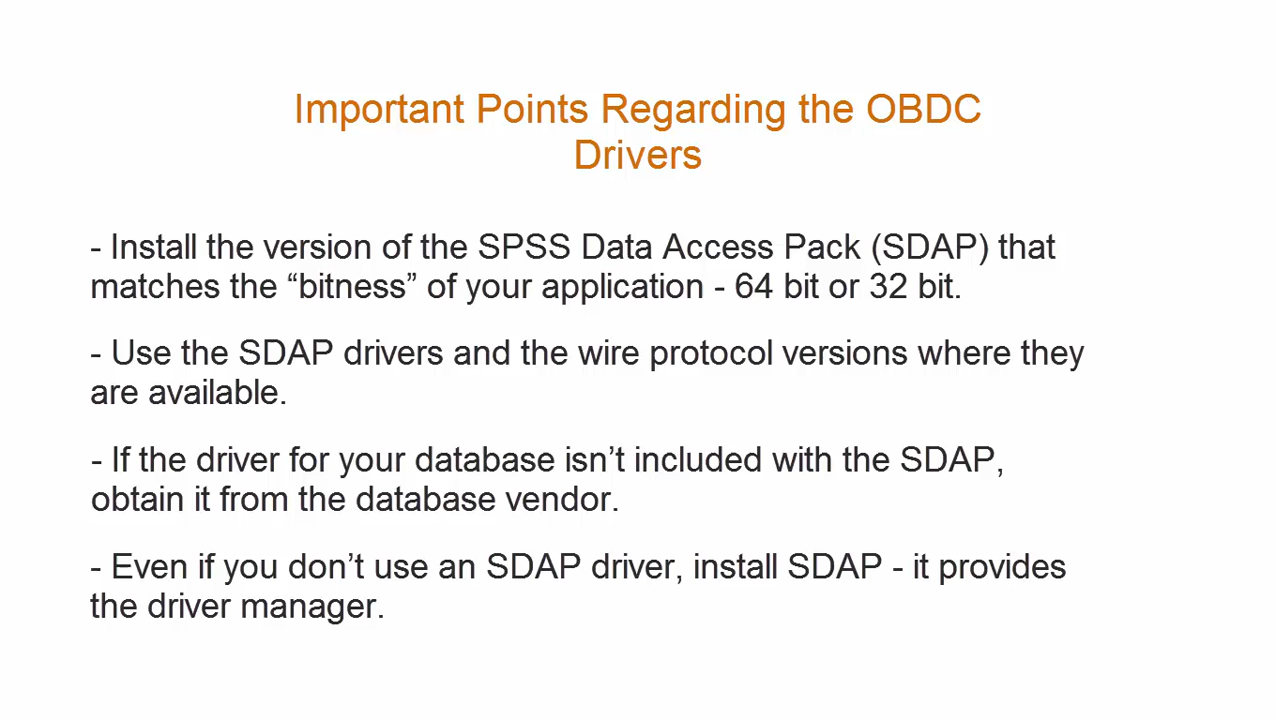 Important Points Regarding the OBDC
Drivers
- Install the version of the SPSS Data Access Pack (SDAP) that
matches the “bitness” of your application - 64 bit or 32 bit.
- Use the SDAP drivers and the wire protocol versions where they
are available.
- If the driver for your database isn’t included with the SDAP,
obtain it from the database vendor.
- Even if you don’t use an SDAP driver, install SDAP - it provides
the driver manager.